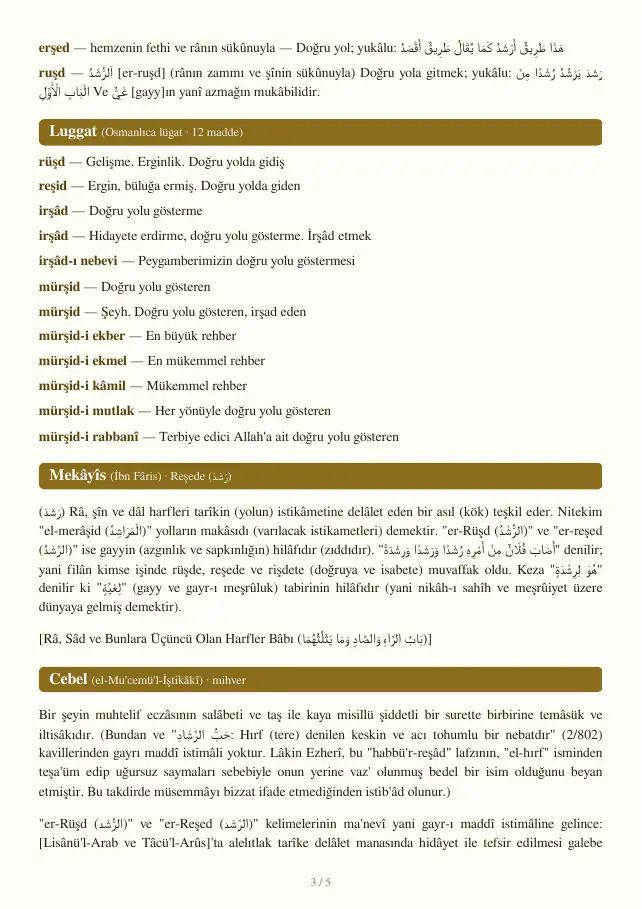 erşed — hemzenin fethi ve rânın sükûnuyla — Doğru yol; yukâlu: هَذَا طَرِيقٌ أَرْشَدُ كَمَا يُقَالُ طَرِيقٌ أَقْصَدُ
ruşd — اَلرُّشْدُ [er-ruşd] (rânın zammı ve şînin sükûnuyla) Doğru yola gitmek; yukâlu: رَشَدَ يَرْشُدُ رُشْدًا مِنَ
الْبَابِ الْأَوَّلِ Ve غَيٌّ [gayy]ın yanî azmağın mukâbilidir.
Luggat (Osmanlıca lügat · 12 madde)
rüşd — Gelişme. Erginlik. Doğru yolda gidiş
reşid — Ergin, büluğa ermiş. Doğru yolda giden
irşâd — Doğru yolu gösterme
irşâd — Hidayete erdirme, doğru yolu gösterme. İrşâd etmek
irşâd-ı nebevi — Peygamberimizin doğru yolu göstermesi
mürşid — Doğru yolu gösteren
mürşid — Şeyh. Doğru yolu gösteren, irşad eden
mürşid-i ekber — En büyük rehber
mürşid-i ekmel — En mükemmel rehber
mürşid-i kâmil — Mükemmel rehber
mürşid-i mutlak — Her yönüyle doğru yolu gösteren
mürşid-i rabbanî — Terbiye edici Allah'a ait doğru yolu gösteren
Mekâyîs (İbn Fâris) · Reşede (رَشَدَ)
(رَشَدَ) Râ, şîn ve dâl harfleri tarîkin (yolun) istikâmetine delâlet eden bir asıl (kök) teşkil eder. Nitekim
"el-merâşid (الْمَرَاشِدُ)" yolların makâsıdı (varılacak istikametleri) demektir. "er-Rüşd (الرُّشْدُ)" ve "er-reşed
(الرَّشَدُ)" ise gayyin (azgınlık ve sapkınlığın) hilâfıdır (zıddıdır). "أَصَابَ فُلَانٌ مِنْ أَمْرِهِ رُشْدًا وَرَشَدًا وَرِشْدَةً" denilir;
yani filân kimse işinde rüşde, reşede ve rişdete (doğruya ve isabete) muvaffak oldu. Keza "هُوَ لِرِشْدَةٍ"
denilir ki "لِغَيَّةٍ" (gayy ve gayr-ı meşrûluk) tabirinin hilâfıdır (yani nikâh-ı sahîh ve meşrûiyet üzere
dünyaya gelmiş demektir).
[Râ, Sâd ve Bunlara Üçüncü Olan Harfler Bâbı (بَابُ الرَّاءِ وَالصَّادِ وَمَا يَثْلُثُهُمَا)]
Cebel (el-Mu'cemü'l-İştikâkî) · mihver
Bir şeyin muhtelif eczâsının salâbeti ve taş ile kaya misillü şiddetli bir surette birbirine temâsük ve
iltisâkıdır. (Bundan ve "حَبُّ الرَّشَادِ: Hırf (tere) denilen keskin ve acı tohumlu bir nebatdır" (2/802)
kavillerinden gayrı maddî istimâli yoktur. Lâkin Ezherî, bu "habbü'r-reşâd" lafzının, "el-hırf" isminden
teşa'üm edip uğursuz saymaları sebebiyle onun yerine vaz' olunmuş bedel bir isim olduğunu beyan
etmiştir. Bu takdirde müsemmâyı bizzat ifade etmediğinden istib'âd olunur.)
"er-Rüşd (الرُّشْد)" ve "er-Reşed (الرَّشَد)" kelimelerinin ma'nevî yani gayr-ı maddî istimâline gelince:
[Lisânü'l-Arab ve Tâcü'l-Arûs]'ta alelıtlak tarîke delâlet manasında hidâyet ile tefsir edilmesi galebe
3 / 5